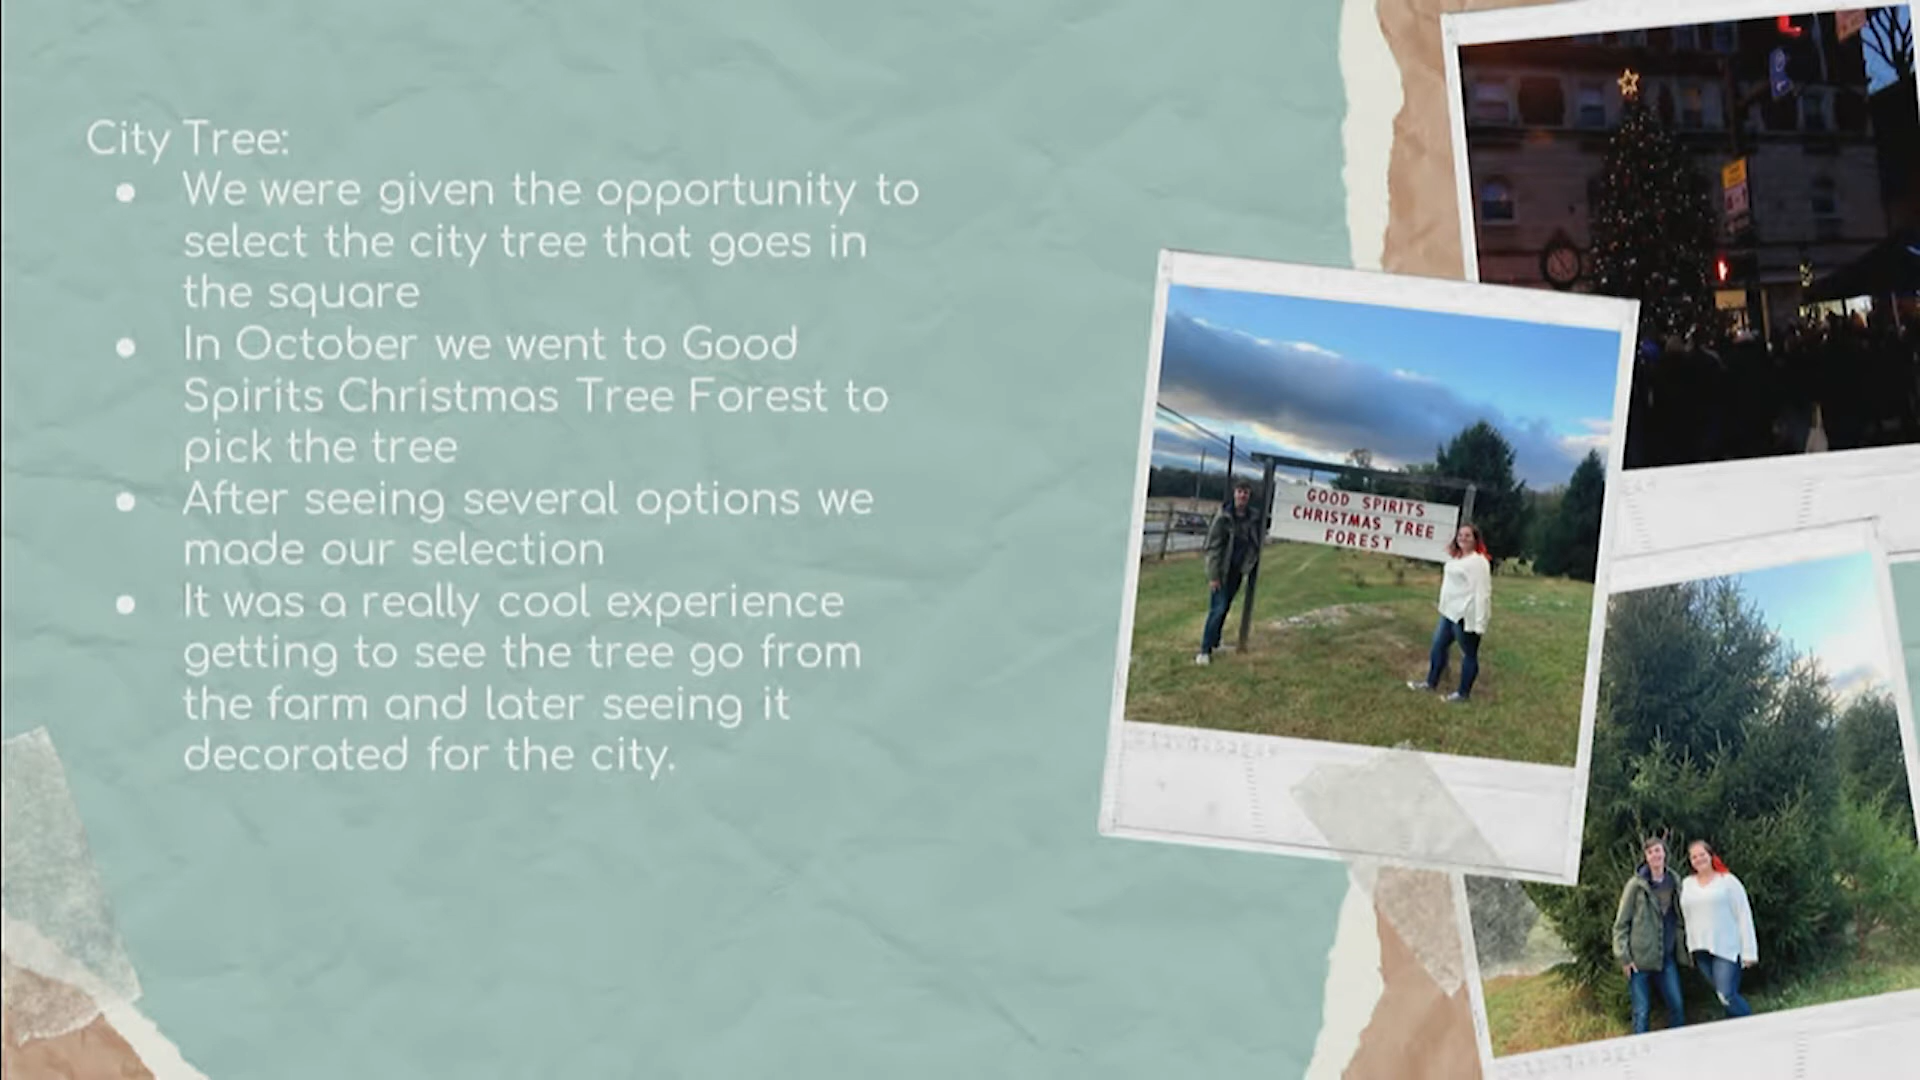 City Tree:
● We were given the opportunity to
select the city tree that goes in
the square
● In October we went to Good
Spirits Christmas Tree Forest to
pick the tree
● After seeing several options we
made our selection
● It was a really cool experience
getting to see the tree go from
the farm and later seeing it
decorated for the city.
GOOD SPIRITS
CHRISTMAS TREE
FOREST